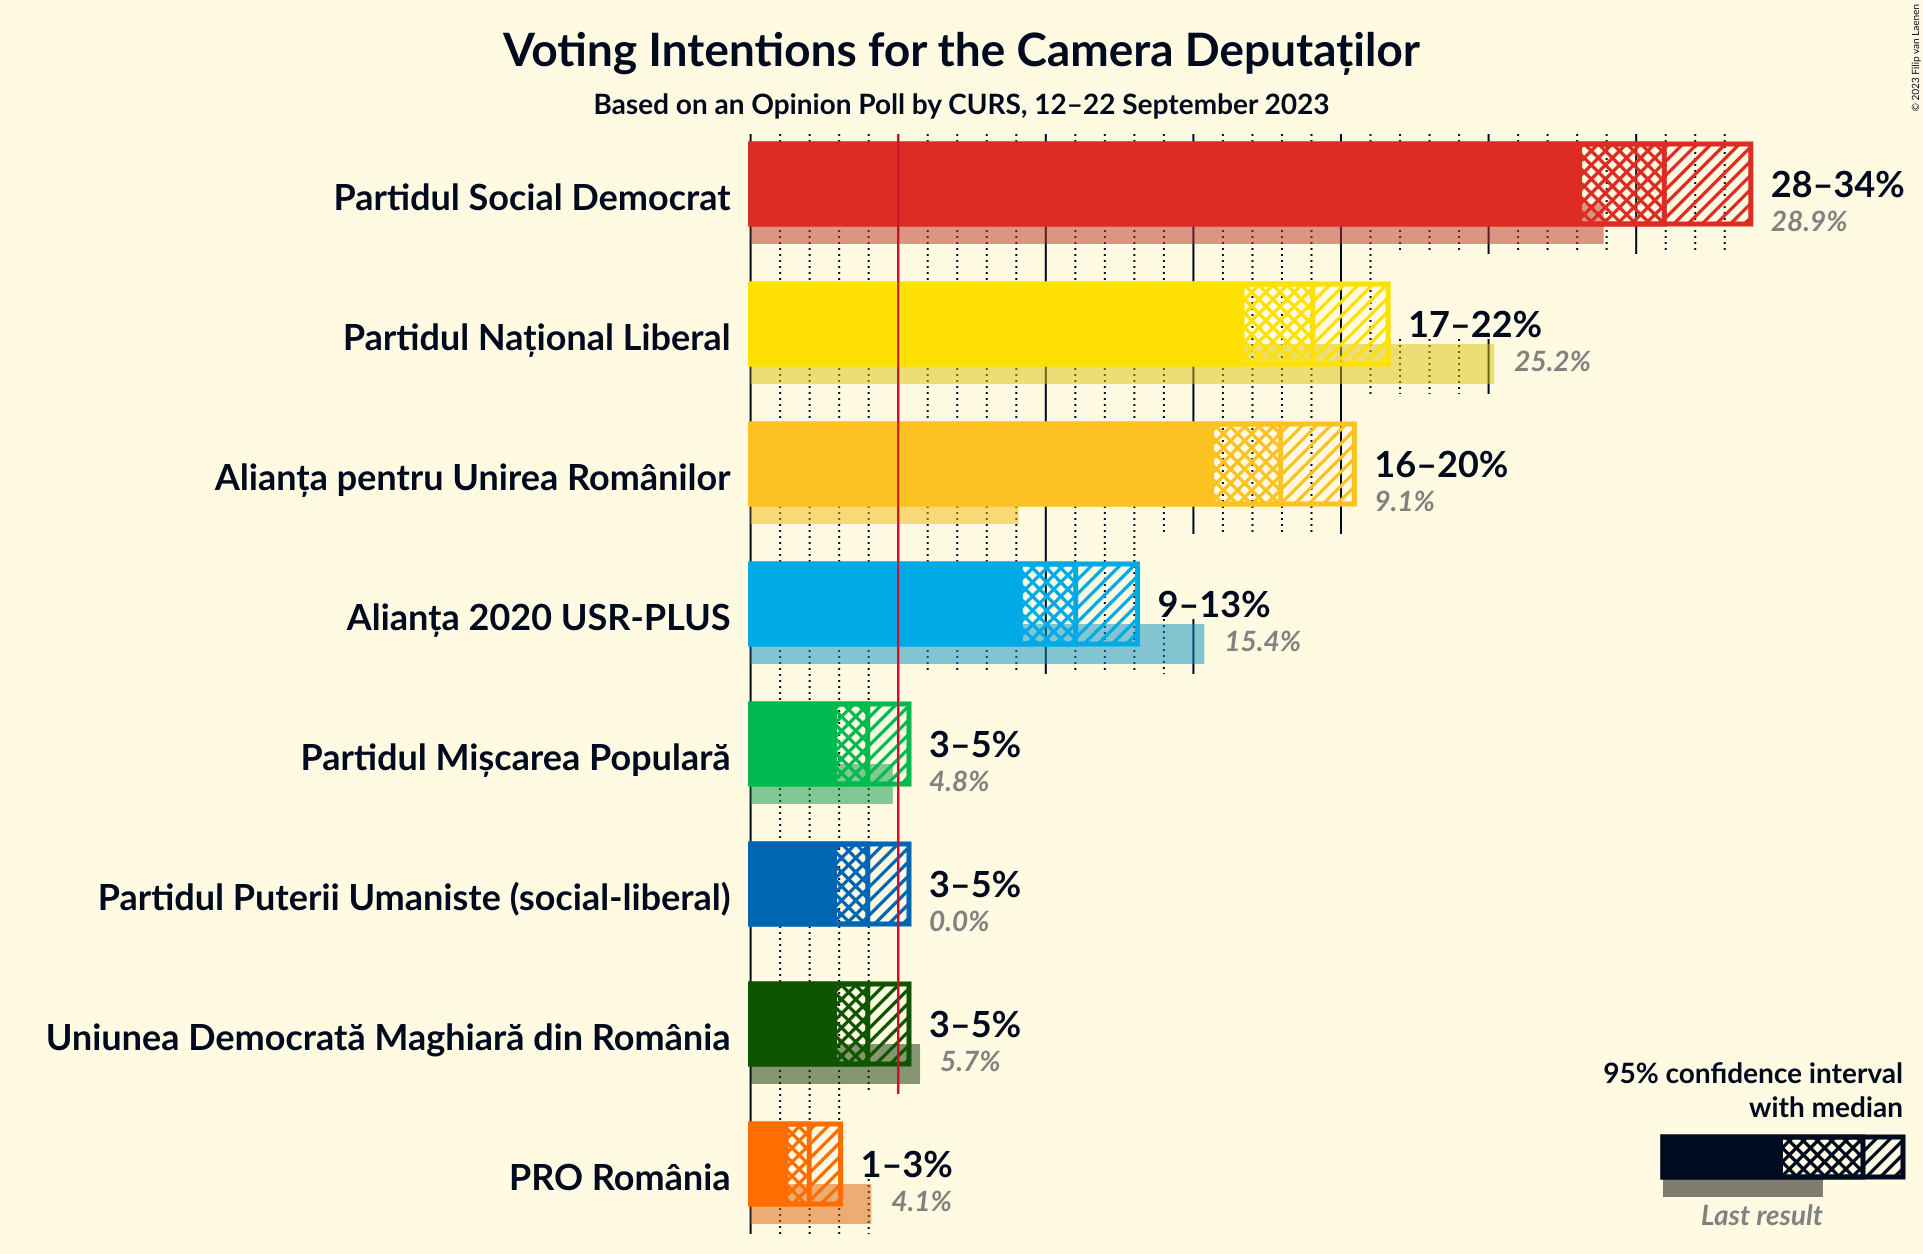 Voting Intentions for the Camera Deputaților
Based on an Opinion Poll by CURS, 12–22 September 2023
© 2023 Filip van Laenen
Partidul Social Democrat
28–34%
28.9%
Partidul Național Liberal
17–22%
25.2%
Alianța pentru Unirea Românilor
16–20%
9.1%
Alianța 2020 USR-PLUS
9–13%
15.4%
Partidul Mișcarea Populară
3–5%
4.8%
Partidul Puterii Umaniste (social-liberal)
3–5%
0.0%
Uniunea Democrată Maghiară din România
3–5%
5.7%
PRO România
1–3%
4.1%
95% confidence interval
with median
Last result